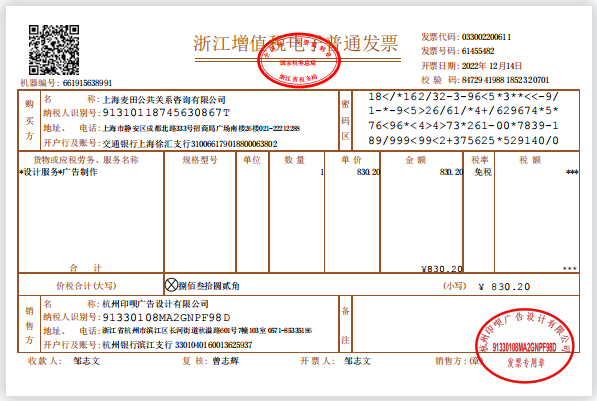 浙江增值税电子普通发票
国家税务总局
浙江省税务局
发票代码: 033002200611
发票号码: 61455482
开票日期: 2022年12月14日
校 验 码: 84729 41988 18523 20701
机器编号: 661915638991
购买方
名 称: 上海麦田公共关系咨询有限公司
纳税人识别号: 91310118745630867T
地址、 电话: 上海市静安区成都北路333号招商局广场南楼26楼021-22212288
开户行及账号: 交通银行上海徐汇支行310066179018800063802
密码区
18<​/*162/32-3-96<5*3**<<-9/
1-*-9<5>26/61/*4+/629674*5*
76<96*<4>4>73*261-00*7839-1
89/999<99<2+375625*529140/0
货物或应税劳务、服务名称 规格型号 单位 数 量 单 价 金 额 税率 税 额
*设计服务*广告制作 1 830.20 830.20 免税 ***
合 计 ¥830.20 ***
价税合计(大写) ⊗捌佰叁拾圆贰角 (小写) ¥ 830.20
销售方
名 称: 杭州印呗广告设计有限公司
纳税人识别号: 91330108MA2GNPF98D
地址、 电话: 浙江省杭州市滨江区长河街道秋溢路601号7幢103室 0571-85335186
开户行及账号: 杭州银行滨江支行 3301040160013625937
备注
杭州印呗广告设计有限公司
91330108MA2GNPF98D
发票专用章
收款人: 邹志文 复核: 曾志辉 开票人: 邹志文 销售方: (章)